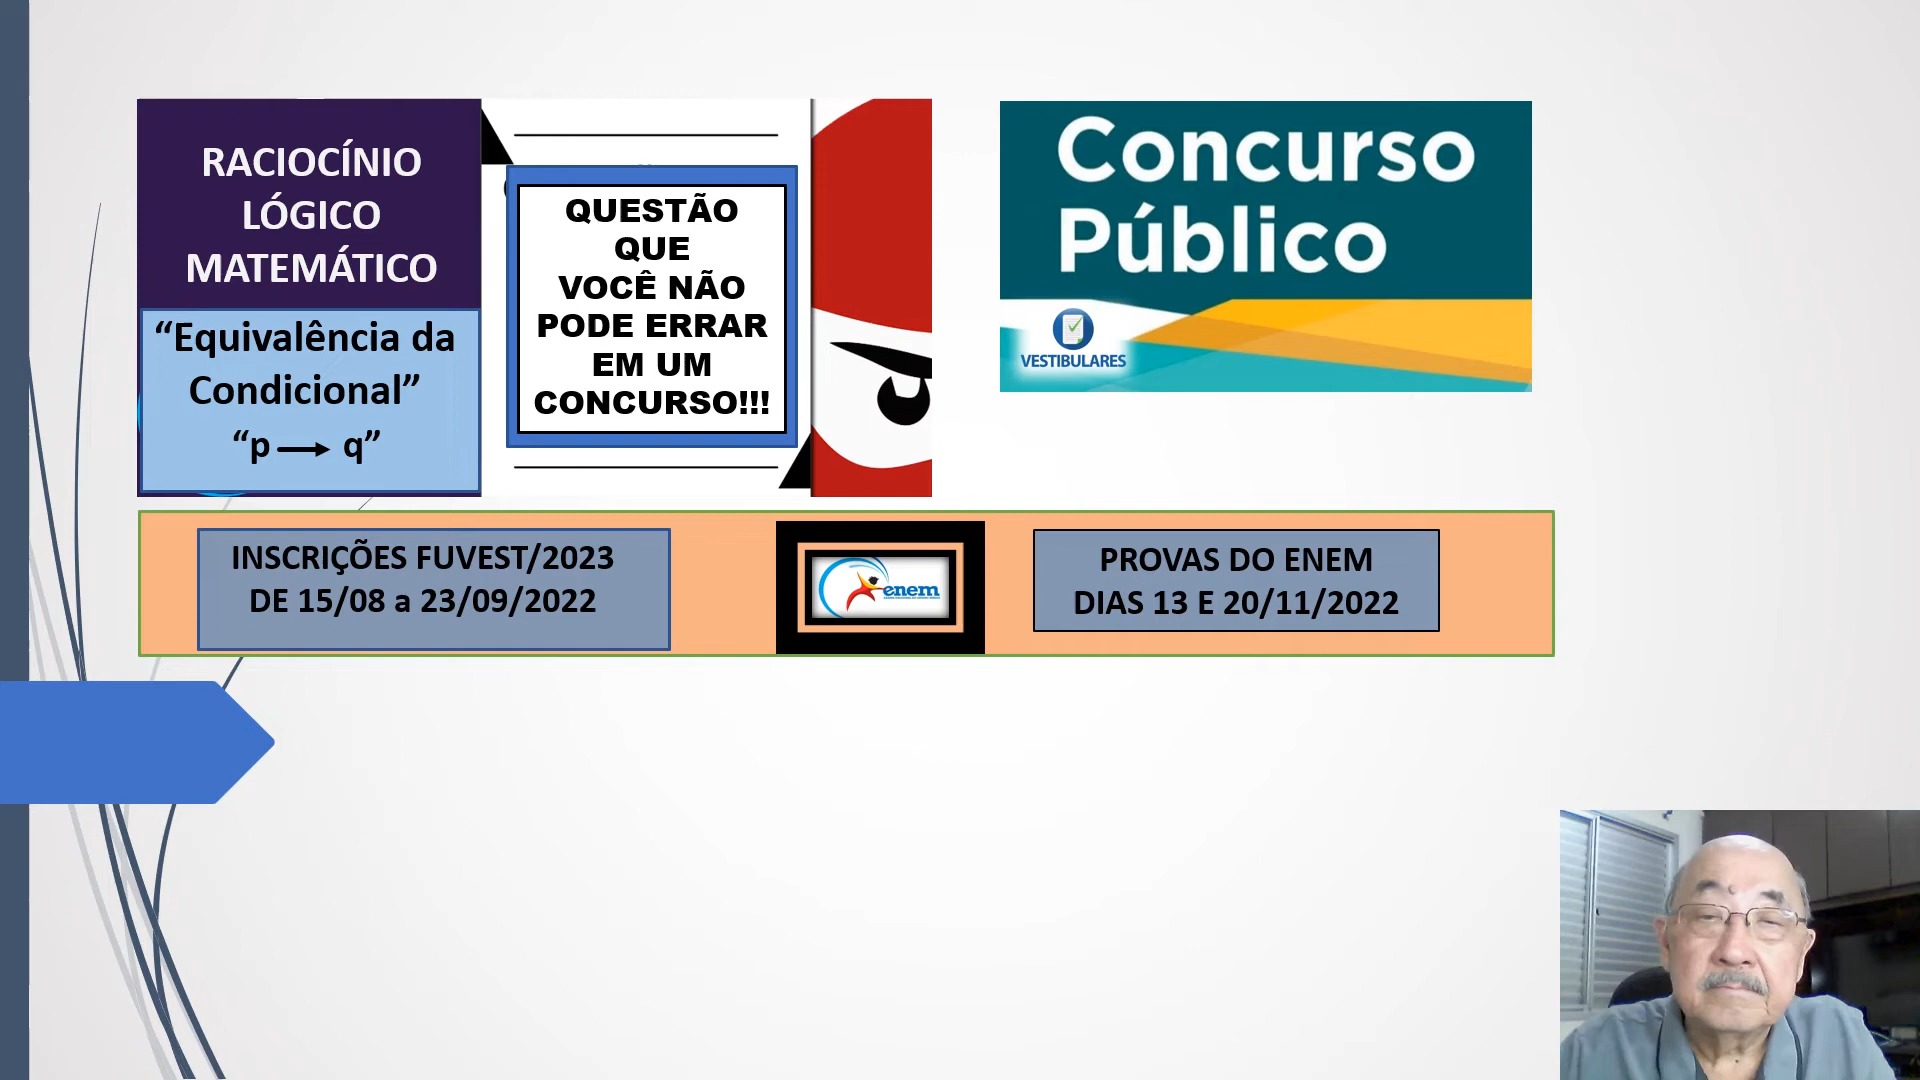 RACIOCÍNIO
LÓGICO
MATEMÁTICO
“Equivalência da
Condicional”
“p → q”
QUESTÃO
QUE
VOCÊ NÃO
PODE ERRAR
EM UM
CONCURSO!!!
Concurso
Público
VESTIBULARES
INSCRIÇÕES FUVEST/2023
DE 15/08 a 23/09/2022
enem
PROVAS DO ENEM
DIAS 13 E 20/11/2022